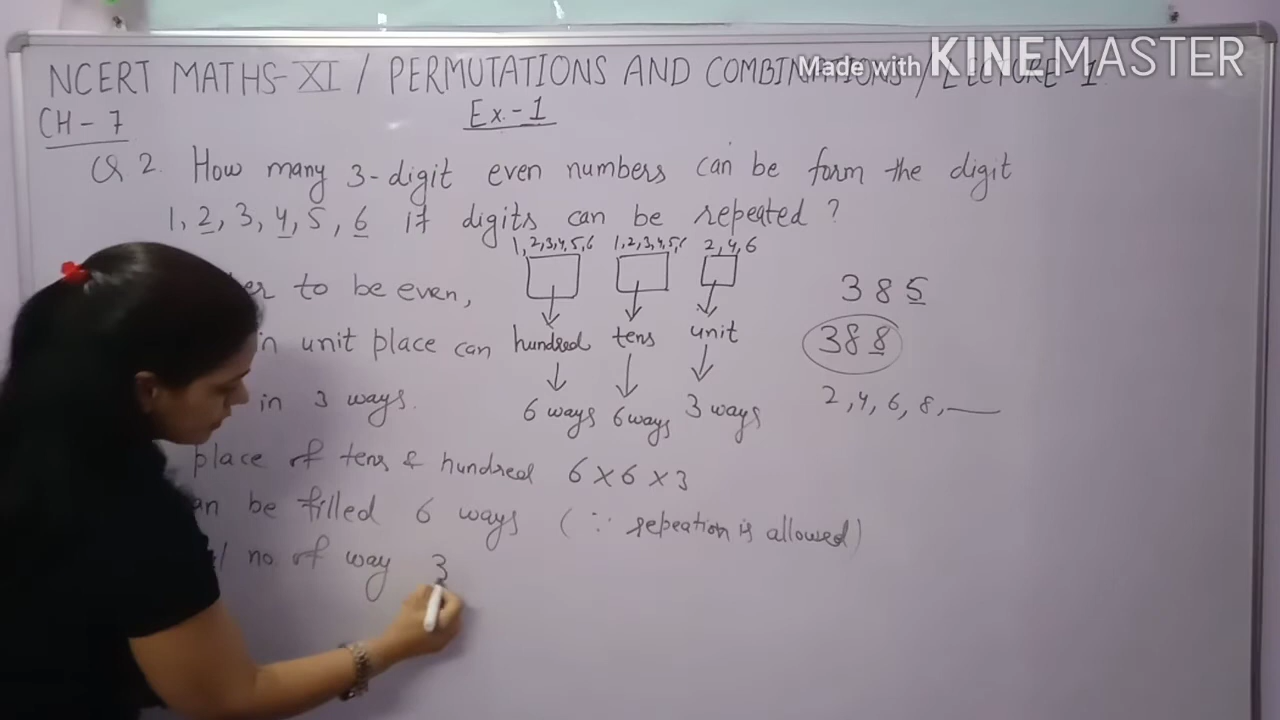 Made with KINEMASTER
NCERT MATHS-XI / PERMUTATIONS AND COMBINATIONS / LECTURE-1
CH-7
Ex.-1
Q.2. How many 3-digit even numbers can be form the digit
1, 2, 3, 4, 5, 6 if digits can be repeated ?
1,2,3,4,5,6 1,2,3,4,5,6 2,4,6
to be even,
in unit place can
hundred tens unit
in 3 ways.
6 ways 6 ways 3 ways
385
388
2, 4, 6, 8, —
place of tens & hundred 6 x 6 x 3
be filled 6 ways (∵ repeation is allowed)
no. of way 3